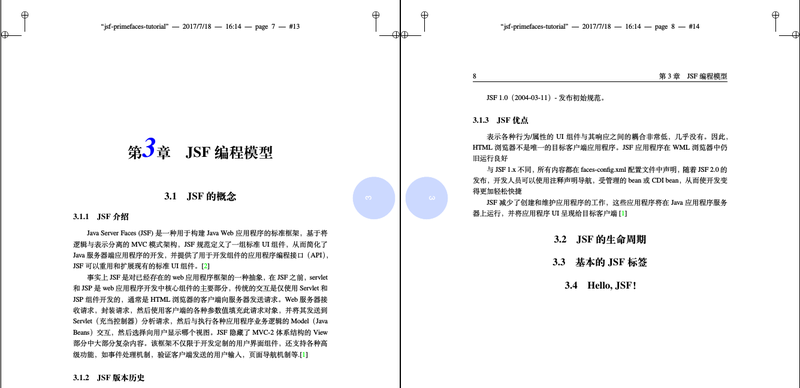 “jsf-primefaces-tutorial” — 2017/7/18 — 16:14 — page 7 — #13
第3章 JSF 编程模型
3.1 JSF 的概念
3.1.1 JSF 介绍
Java Server Faces (JSF) 是一种用于构建 Java Web 应用程序的标准框架，基于将
逻辑与表示分离的 MVC 模式架构。JSF 规范定义了一组标准 UI 组件，从而简化了
Java 服务器端应用程序的开发，并提供了用于开发组件的应用程序编程接口（API），
JSF 可以重用和扩展现有的标准 UI 组件。[2]
事实上 JSF 是对已经存在的 web 应用程序框架的一种抽象，在 JSF 之前，servlet
和 JSP 是 web 应用程序开发中核心组件的主要部分，传统的交互是仅使用 Servlet 和
JSP 组件开发的，通常是 HTML 浏览器的客户端向服务器发送请求。Web 服务器接
收请求，封装请求，然后使用客户端的各种参数值填充此请求对象，并将其发送到
Servlet（充当控制器）分析请求，然后与执行各种应用程序业务逻辑的 Model（Java
Beans）交互，然后选择向用户显示哪个视图。JSF 隐藏了 MVC-2 体系结构的 View
部分中大部分复杂内容。该框架不仅限于开发定制的用户界面组件，还支持各种高
级功能，如事件处理机制，验证客户端发送的用户输入，页面导航机制等.[1]
3.1.2 JSF 版本历史
3
“jsf-primefaces-tutorial” — 2017/7/18 — 16:14 — page 8 — #14
8 第 3 章 JSF 编程模型
JSF 1.0（2004-03-11）- 发布初始规范。
3.1.3 JSF 优点
表示各种行为/属性的 UI 组件与其响应之间的耦合非常低，几乎没有。因此，
HTML 浏览器不是唯一的目标客户端应用程序。JSF 应用程序在 WML 浏览器中仍
旧运行良好
与 JSF 1.x 不同，所有内容都在 faces-config.xml 配置文件中声明，随着 JSF 2.0 的
发布，开发人员可以使用注释声明导航，受管理的 bean 或 CDI bean，从而使开发变
得更加轻松快捷
JSF 减少了创建和维护应用程序的工作，这些应用程序将在 Java 应用程序服务
器上运行，并将应用程序 UI 呈现给目标客户端 [1]
3.2 JSF 的生命周期
3.3 基本的 JSF 标签
3.4 Hello, JSF!
3